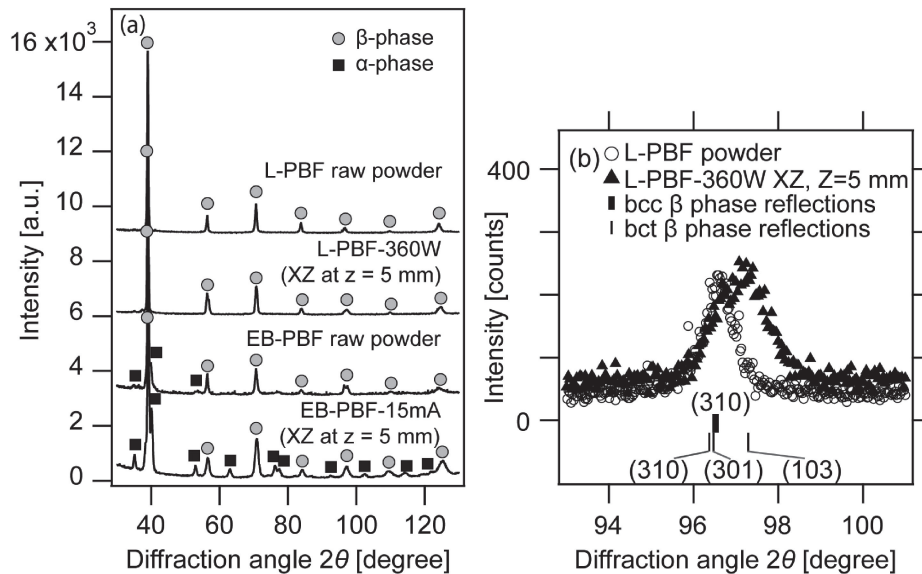 (a)
16 x10³
14
12
10
8
6
4
2
0
Intensity [a.u.]
β-phase
α-phase
L-PBF raw powder
L-PBF-360W
(XZ at z = 5 mm)
EB-PBF raw powder
EB-PBF-15mA
(XZ at z = 5 mm)
40 60 80 100 120
Diffraction angle 2θ [degree]
(b)
L-PBF powder
L-PBF-360W XZ, Z=5 mm
bcc β phase reflections
bct β phase reflections
400
0
Intensity [counts]
(310)
(310) (301) (103)
94 96 98 100
Diffraction angle 2θ [degree]